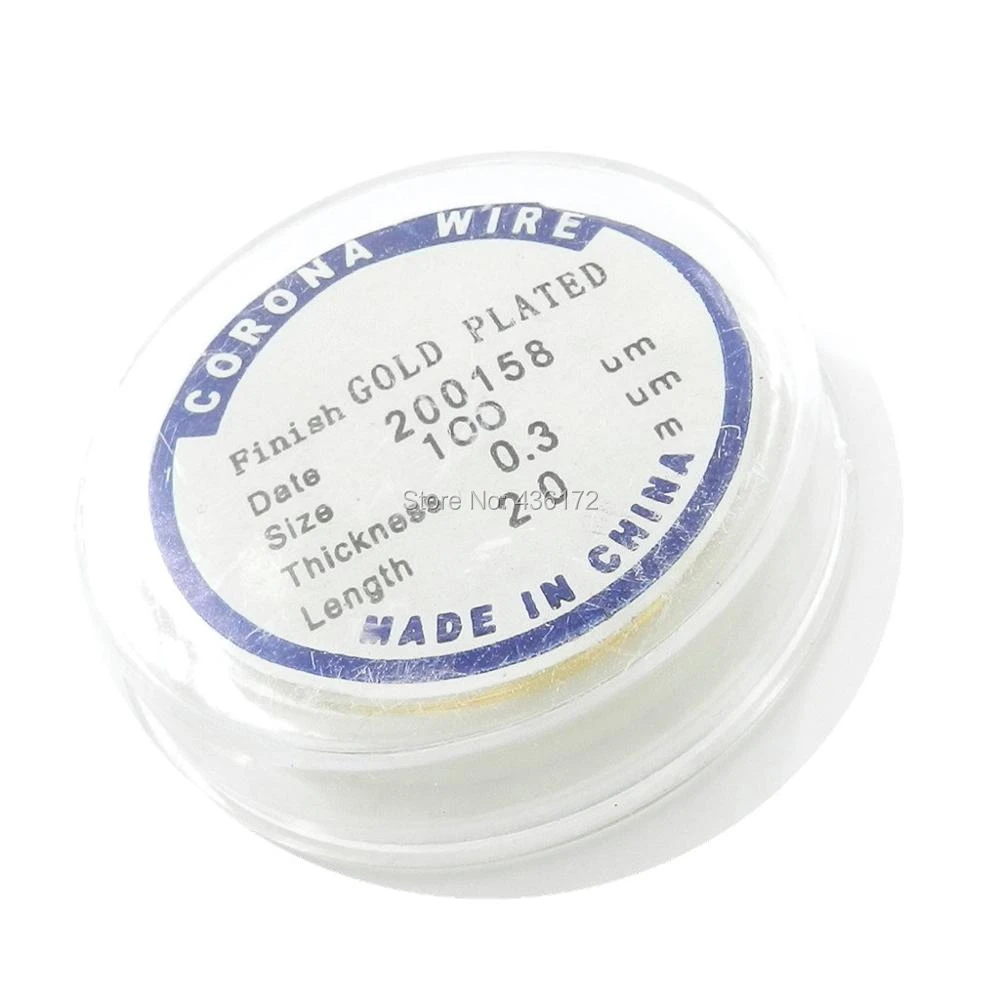 CORONA WIRE
Finish GOLD PLATED
Date 200158
Size 100 um
Thickness 0.3 um
Length 20 m
MADE IN CHINA
Store No: 436172